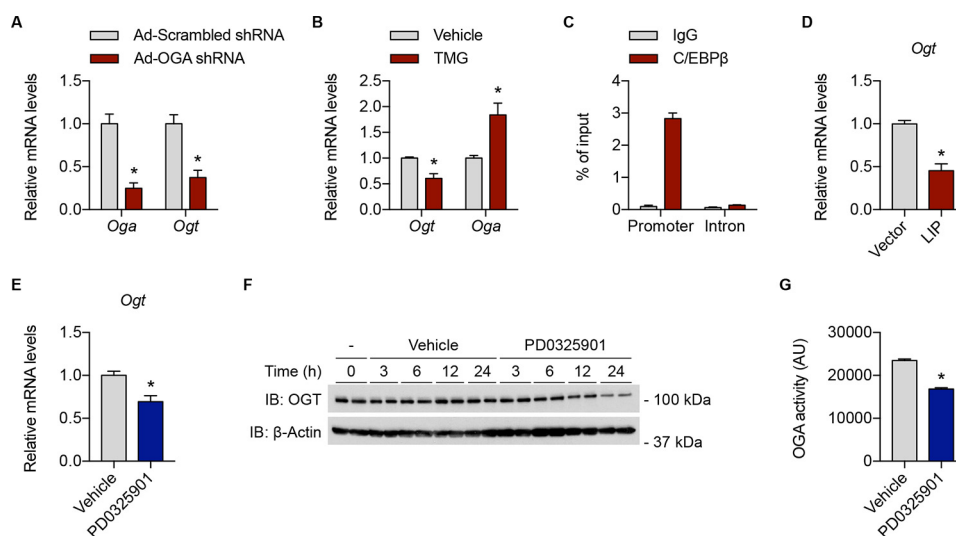 A
Ad-Scrambled shRNA
Ad-OGA shRNA
Relative mRNA levels
1.5
1.0
0.5
0.0
*
*
Oga
Ogt
B
Vehicle
TMG
Relative mRNA levels
2.5
2.0
1.5
1.0
0.5
0.0
*
*
Ogt
Oga
C
IgG
C/EBPβ
% of input
4
3
2
1
0
Promoter
Intron
D
Ogt
Relative mRNA levels
1.5
1.0
0.5
0.0
*
Vector
LIP
E
Ogt
Relative mRNA levels
1.5
1.0
0.5
0.0
*
Vehicle
PD0325901
F
- Vehicle PD0325901
Time (h) 0 3 6 12 24 3 6 12 24
IB: OGT - 100 kDa
IB: β-Actin - 37 kDa
G
OGA activity (AU)
30000
20000
10000
0
*
Vehicle
PD0325901